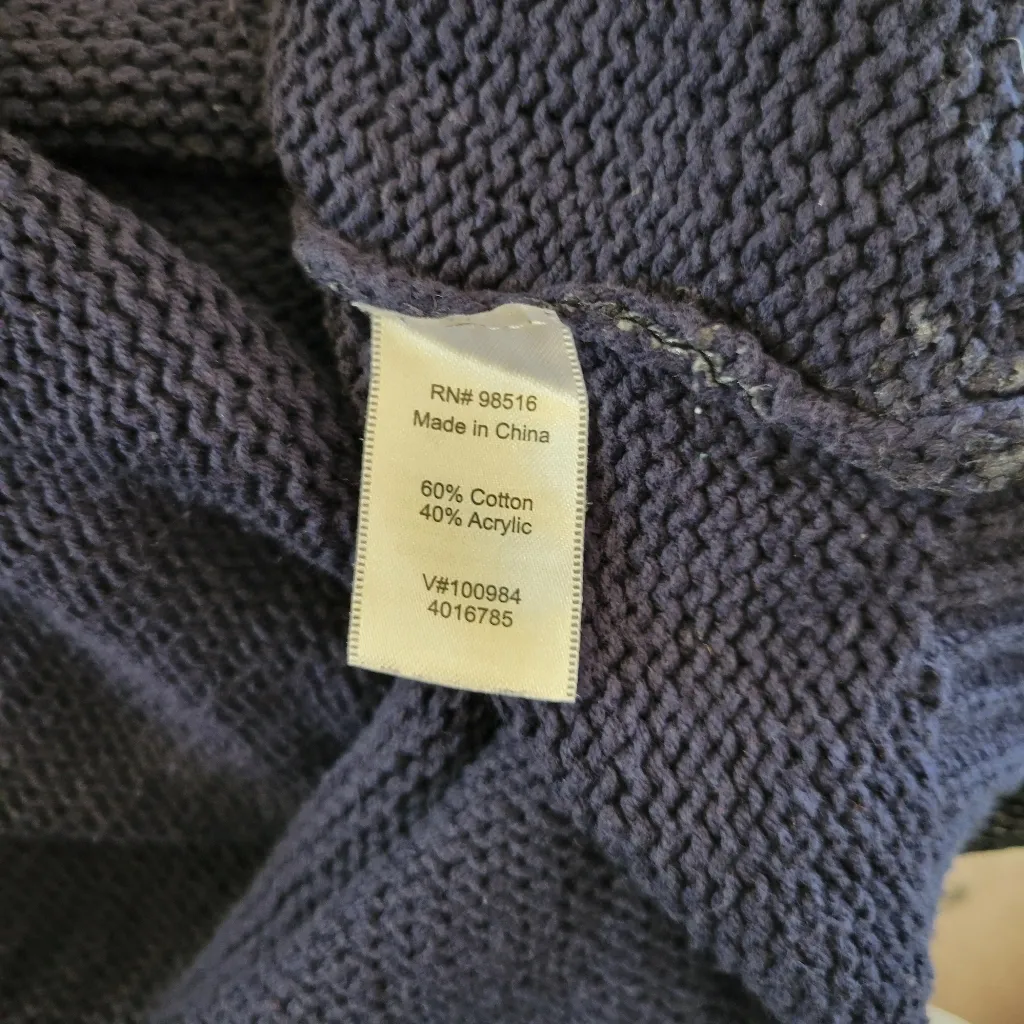 RN# 98516
Made in China
60% Cotton
40% Acrylic
V#100984
4016785